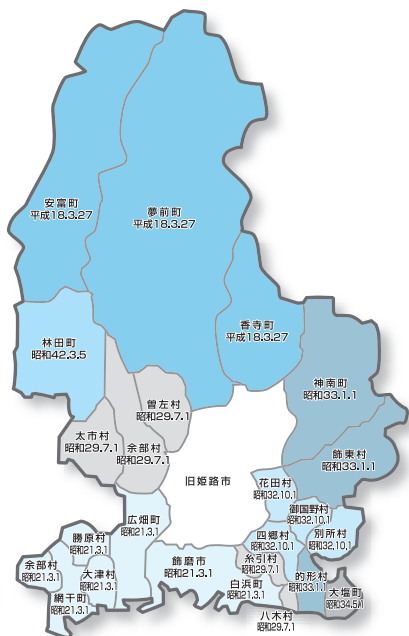 安富町
平成18.3.27
夢前町
平成18.3.27
香寺町
平成18.3.27
林田町
昭和42.3.5
神南町
昭和33.1.1
曽左村
昭和29.7.1
太市村
昭和29.7.1
余部村
昭和29.7.1
飾東村
昭和33.1.1
旧姫路市
花田村
昭和32.10.1
御国野村
昭和32.10.1
別所村
昭和32.10.1
広畑町
昭和21.3.1
四郷村
昭和32.10.1
勝原村
昭和21.3.1
飾磨市
昭和21.3.1
糸引村
昭和29.7.1
余部村
昭和21.3.1
大津村
昭和21.3.1
白浜町
昭和21.3.1
的形村
昭和33.1.1
大塩町
昭和34.5.1
網干町
昭和21.3.1
八木村
昭和29.7.1